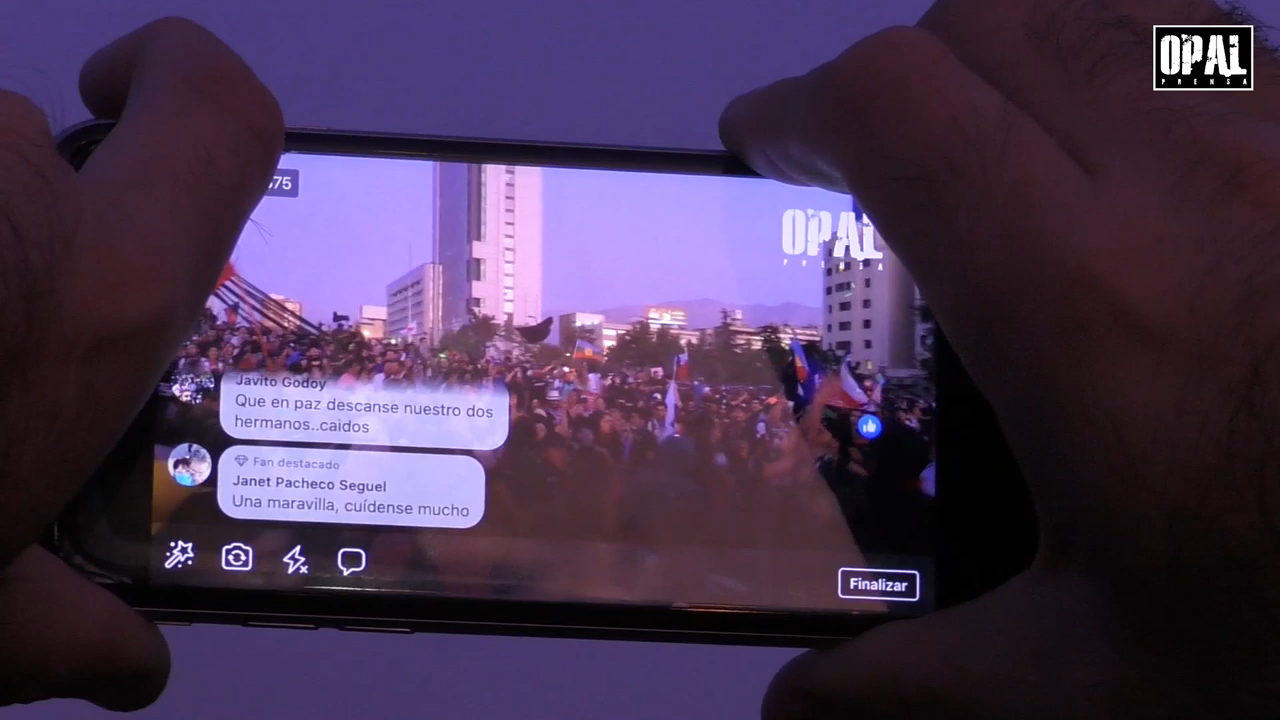 OPAL
PRENSA
375
OPAL
PRENSA
Javito Godoy
Que en paz descanse nuestro dos
hermanos..caidos
Fan destacado
Janet Pacheco Seguel
Una maravilla, cuídense mucho
Finalizar